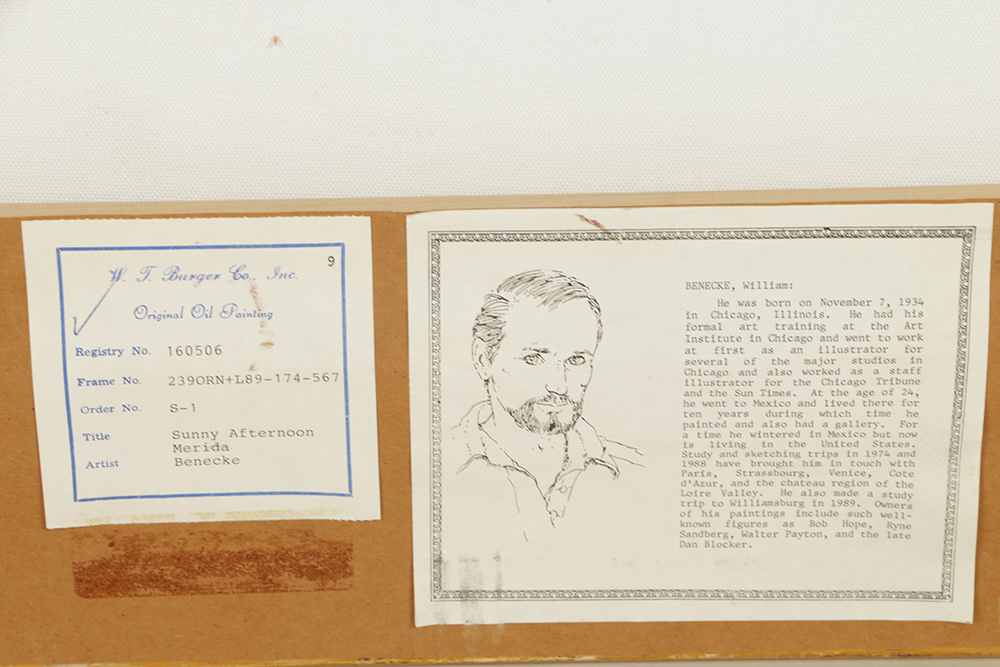 9
W. T. Burger Co., Inc.
Original Oil Painting
Registry No. 160506
Frame No. 239ORN+L89-174-567
Order No. S-1
Title Sunny Afternoon
Merida
Artist Benecke
BENECKE, William:
He was born on November 7, 1934
in Chicago, Illinois. He had his
formal art training at the Art
Institute in Chicago and went to work
at first as an illustrator for
several of the major studios in
Chicago and also worked as a staff
illustrator for the Chicago Tribune
and the Sun Times. At the age of 24,
he went to Mexico and lived there for
ten years during which time he
painted and also had a gallery. For
a time he wintered in Mexico but now
is living in the United States.
Study and sketching trips in 1974 and
1988 have brought him in touch with
Paris, Strassbourg, Venice, Cote
d'Azur, and the chateau region of the
Loire Valley. He also made a study
trip to Williamsburg in 1989. Owners
of his paintings include such well-
known figures as Bob Hope, Ryne
Sandberg, Walter Payton, and the late
Dan Blocker.